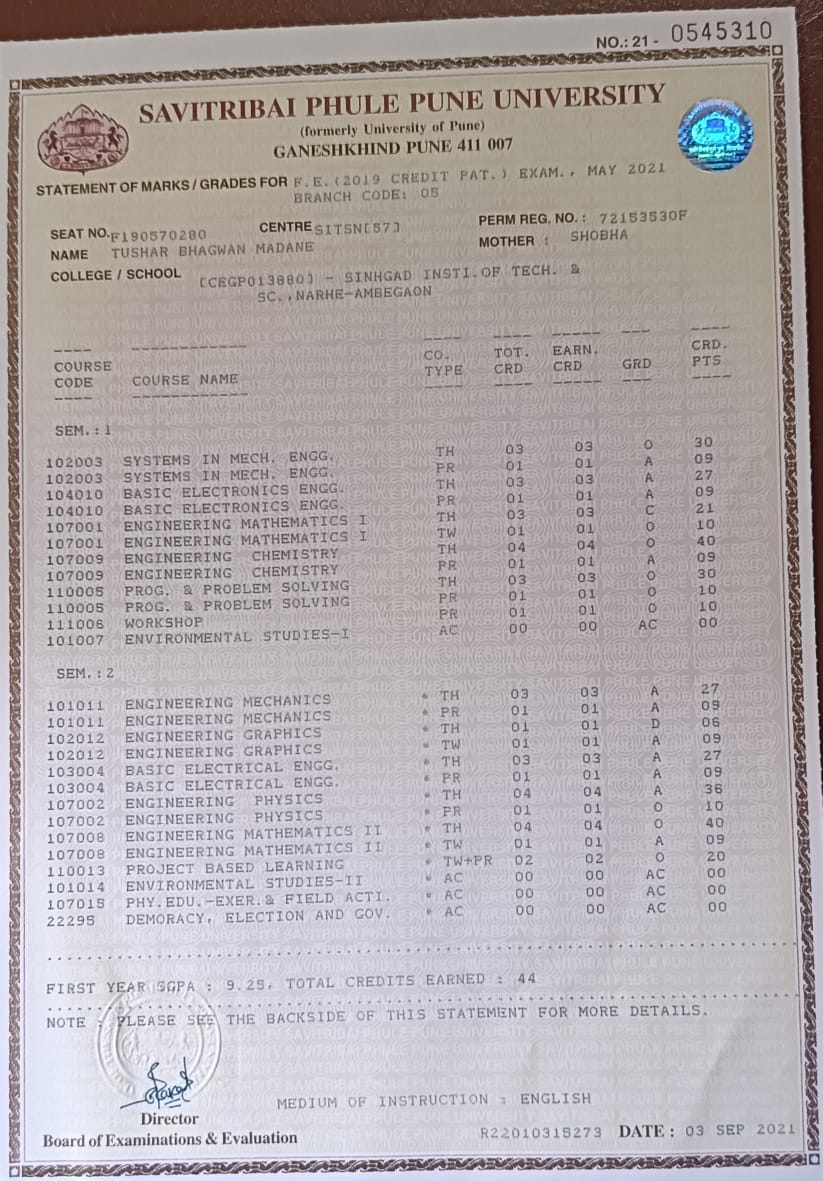 NO.: 21 - 0545310
SAVITRIBAI PHULE PUNE UNIVERSITY
(formerly University of Pune)
GANESHKHIND PUNE 411 007
STATEMENT OF MARKS / GRADES FOR F.E.(2019 CREDIT PAT.) EXAM., MAY 2021
BRANCH CODE: 05
SEAT NO. F190570280 CENTRE SITSN[57] PERM REG. NO. : 72153530F
NAME TUSHAR BHAGWAN MADANE MOTHER : SHOBHA
COLLEGE / SCHOOL [CEGP013880] - SINHGAD INSTI.OF TECH. &
SC.,NARHE-AMBEGAON
COURSE CODE COURSE NAME CO. TYPE TOT. CRD EARN. CRD GRD CRD. PTS
SEM.:1
102003 SYSTEMS IN MECH. ENGG. TH 03 03 O 30
102003 SYSTEMS IN MECH. ENGG. PR 01 01 A 09
104010 BASIC ELECTRONICS ENGG. TH 03 03 A 27
104010 BASIC ELECTRONICS ENGG. PR 01 01 A 09
107001 ENGINEERING MATHEMATICS I TH 03 03 C 21
107001 ENGINEERING MATHEMATICS I TW 01 01 O 10
107009 ENGINEERING CHEMISTRY TH 04 04 O 40
107009 ENGINEERING CHEMISTRY PR 01 01 A 09
110005 PROG. & PROBLEM SOLVING TH 03 03 O 30
110005 PROG. & PROBLEM SOLVING PR 01 01 O 10
111006 WORKSHOP PR 01 01 O 10
101007 ENVIRONMENTAL STUDIES-I AC 00 00 AC 00
SEM.:2
101011 ENGINEERING MECHANICS * TH 03 03 A 27
101011 ENGINEERING MECHANICS * PR 01 01 A 09
102012 ENGINEERING GRAPHICS * TH 01 01 D 06
102012 ENGINEERING GRAPHICS * TW 01 01 A 09
103004 BASIC ELECTRICAL ENGG. * TH 03 03 A 27
103004 BASIC ELECTRICAL ENGG. * PR 01 01 A 09
107002 ENGINEERING PHYSICS * TH 04 04 A 36
107002 ENGINEERING PHYSICS * PR 01 01 O 10
107008 ENGINEERING MATHEMATICS II * TH 04 04 O 40
107008 ENGINEERING MATHEMATICS II * TW 01 01 A 09
110013 PROJECT BASED LEARNING * TW+PR 02 02 O 20
101014 ENVIRONMENTAL STUDIES-II * AC 00 00 AC 00
107015 PHY.EDU.-EXER.& FIELD ACTI. * AC 00 00 AC 00
22295 DEMORACY, ELECTION AND GOV. * AC 00 00 AC 00
FIRST YEAR SGPA : 9.25, TOTAL CREDITS EARNED : 44
NOTE : PLEASE SEE THE BACKSIDE OF THIS STATEMENT FOR MORE DETAILS.
MEDIUM OF INSTRUCTION : ENGLISH
Director
Board of Examinations & Evaluation
R22010315273 DATE : 03 SEP 2021